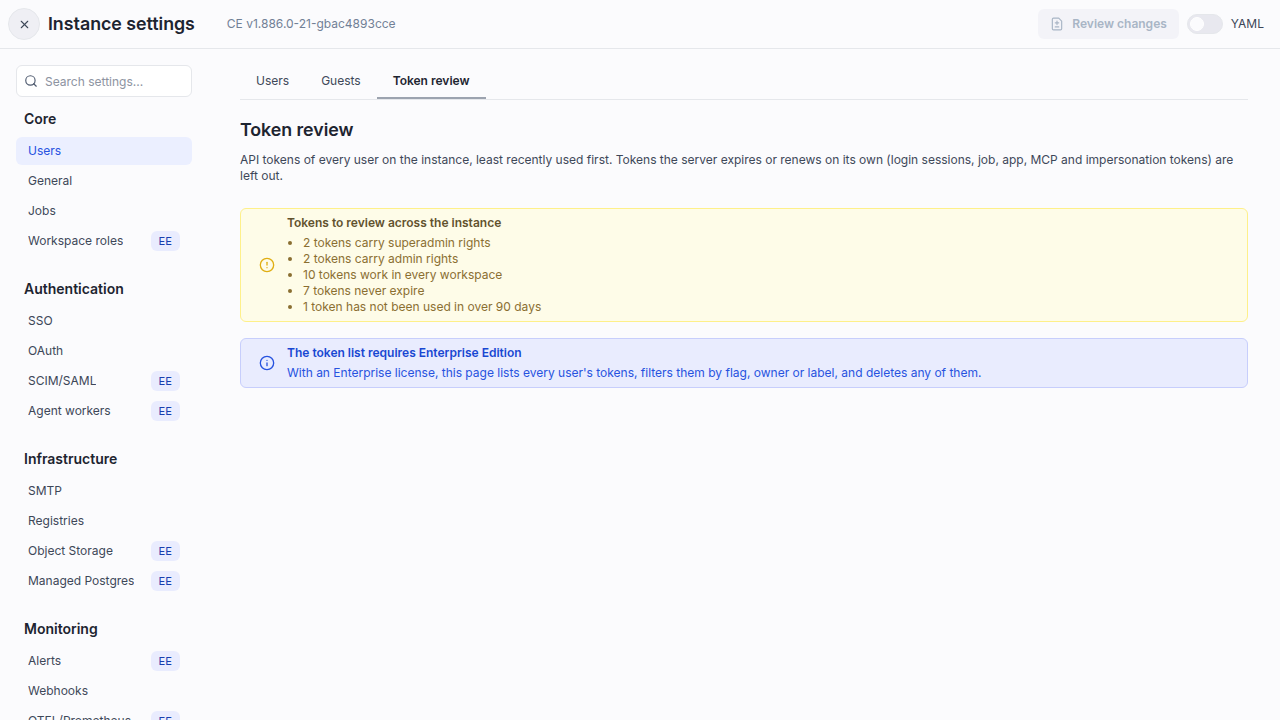 Instance settings
CE v1.886.0-21-gbac4893cce
Review changes
YAML
Search settings...
Core
Users
General
Jobs
Workspace roles EE
Authentication
SSO
OAuth
SCIM/SAML EE
Agent workers EE
Infrastructure
SMTP
Registries
Object Storage EE
Managed Postgres EE
Monitoring
Alerts EE
Webhooks
OTEL/Prometheus EE
Users
Guests
Token review
Token review
API tokens of every user on the instance, least recently used first. Tokens the server expires or renews on its own (login sessions, job, app, MCP and impersonation tokens) are
left out.
Tokens to review across the instance
• 2 tokens carry superadmin rights
• 2 tokens carry admin rights
• 10 tokens work in every workspace
• 7 tokens never expire
• 1 token has not been used in over 90 days
The token list requires Enterprise Edition
With an Enterprise license, this page lists every user's tokens, filters them by flag, owner or label, and deletes any of them.